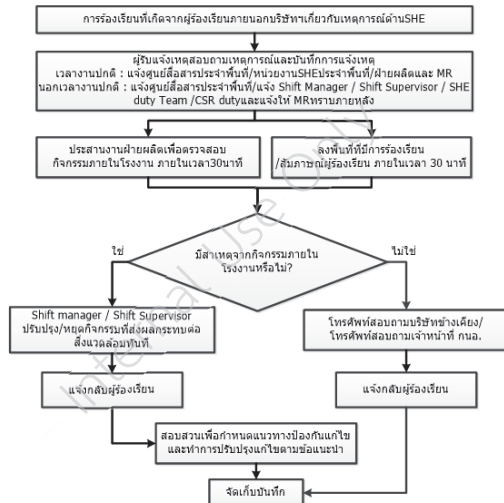 การร้องเรียนที่เกิดจากผู้ร้องเรียนภายนอกบริษัทฯเกี่ยวกับเหตุการณ์ด้านSHE
ผู้รับแจ้งเหตุสอบถามเหตุการณ์และบันทึกการแจ้งเหตุ
เวลางานปกติ : แจ้งศูนย์สื่อสารประจำพื้นที่/หน่วยงานSHEประจำพื้นที่/ฝ่ายผลิตและ MR
นอกเวลางานปกติ : แจ้งศูนย์สื่อสารประจำพื้นที่/แจ้ง Shift Manager / Shift Supervisor / SHE
duty Team /CSR dutyและแจ้งให้ MRทราบภายหลัง
ประสานงานฝ่ายผลิตเพื่อตรวจสอบ
กิจกรรมภายในโรงงาน ภายในเวลา30นาที
ลงพื้นที่ที่มีการร้องเรียน
/สัมภาษณ์ผู้ร้องเรียน ภายในเวลา 30 นาที
มีสาเหตุจากกิจกรรมภายใน
โรงงานหรือไม่?
ใช่
ไม่ใช่
Shift manager / Shift Supervisor
ปรับปรุง/หยุดกิจกรรมที่ส่งผลกระทบต่อ
สิ่งแวดล้อมทันที
โทรศัพท์สอบถามบริษัทข้างเคียง/
โทรศัพท์สอบถามเจ้าหน้าที่ กนอ.
แจ้งกลับผู้ร้องเรียน
แจ้งกลับผู้ร้องเรียน
สอบสวนเพื่อกำหนดแนวทางป้องกันแก้ไข
และทำการปรับปรุงแก้ไขตามข้อแนะนำ
จัดเก็บบันทึก
Internal Use Only